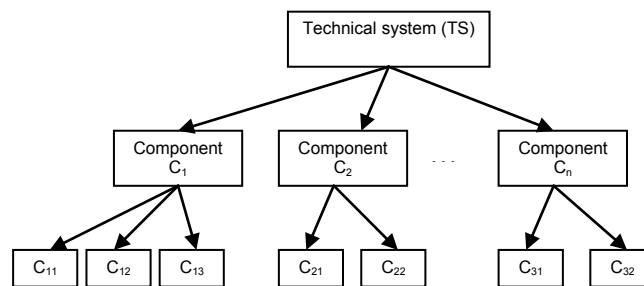 Technical system (TS)
Component
C₁
Component
C₂
- - -
Component
Cₙ
C₁₁
C₁₂
C₁₃
C₂₁
C₂₂
C₃₁
C₃₂